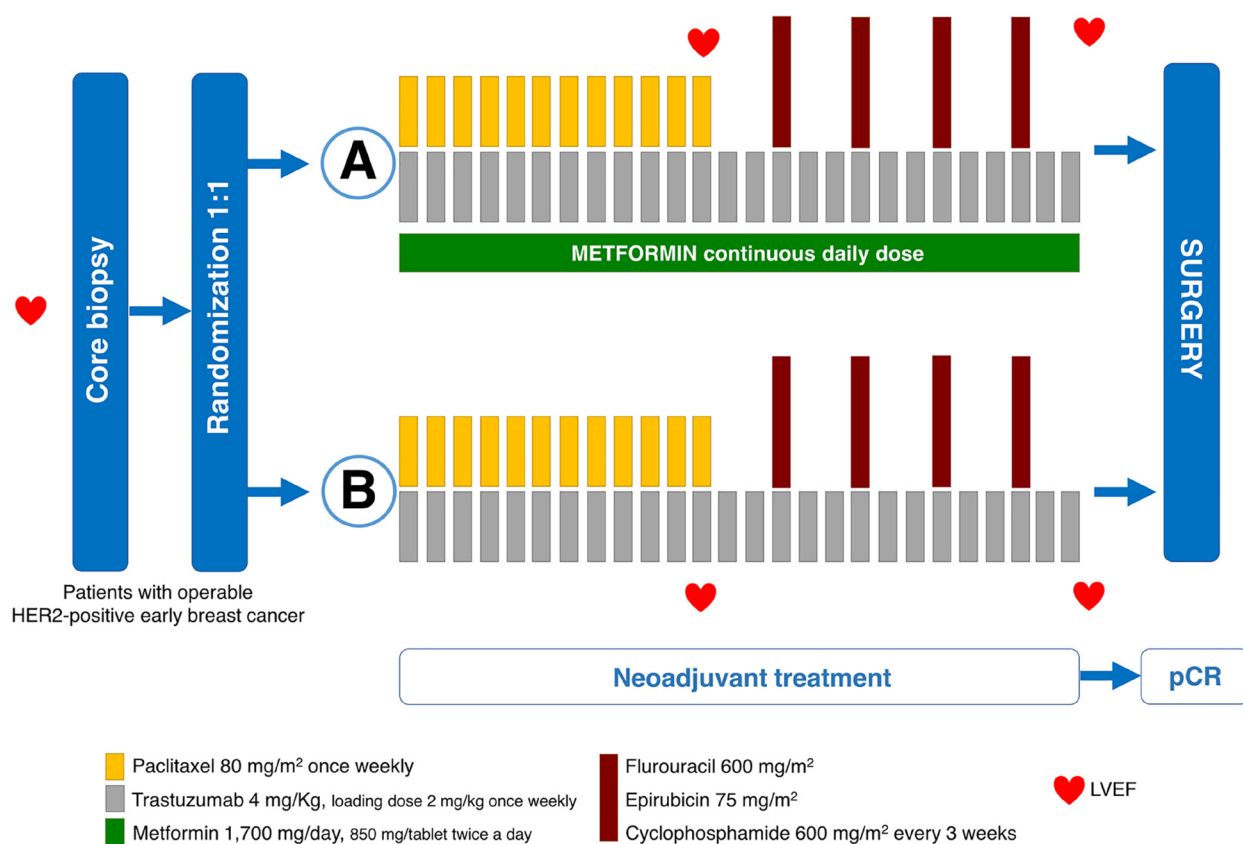 Core biopsy
Randomization 1:1
A
METFORMIN continuous daily dose
B
SURGERY
Patients with operable
HER2-positive early breast cancer
Neoadjuvant treatment
pCR
Paclitaxel 80 mg/m² once weekly
Trastuzumab 4 mg/Kg, loading dose 2 mg/kg once weekly
Metformin 1,700 mg/day, 850 mg/tablet twice a day
Flurouracil 600 mg/m²
Epirubicin 75 mg/m²
Cyclophosphamide 600 mg/m² every 3 weeks
LVEF